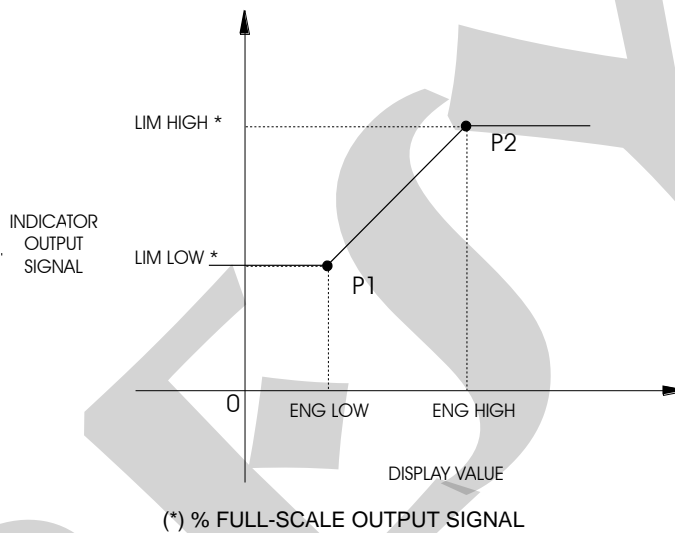 LIM HIGH *
P2
INDICATOR
OUTPUT
SIGNAL
LIM LOW *
P1
0
ENG LOW
ENG HIGH
DISPLAY VALUE
(*) % FULL-SCALE OUTPUT SIGNAL